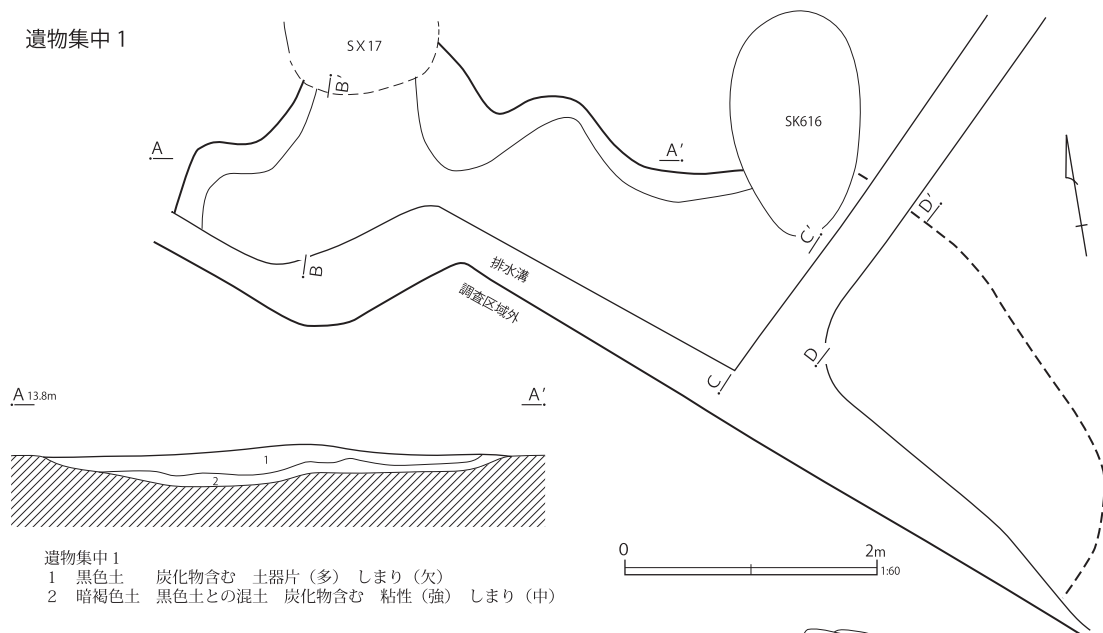 遺物集中 1
SX17
B`
SK616
A
A'
D`
C'
B
排水溝
調査区域外
D
C
A 13.8m
A'
1
2
0 2m
1:60
遺物集中 1
1 黒色土 炭化物含む 土器片（多） しまり（欠）
2 暗褐色土 黒色土との混土 炭化物含む 粘性（強） しまり（中）